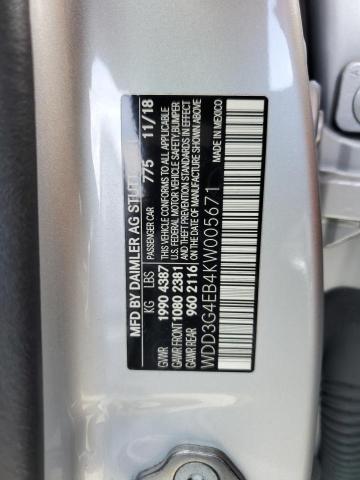 MFD BY DAIMLER AG STUTT
PASSENGER CAR 775 11/18
KG LBS
GVWR 1990 4387
GAWR FRONT 1080 2381
GAWR REAR 960 2116
THIS VEHICLE CONFORMS TO ALL APPLICABLE
U.S. FEDERAL MOTOR VEHICLE SAFETY,BUMPER
AND THEFT PREVENTION STANDARDS IN EFFECT
ON THE DATE OF MANUFACTURE SHOWN ABOVE
WDD3G4EB4KW005671
MADE IN MEXICO